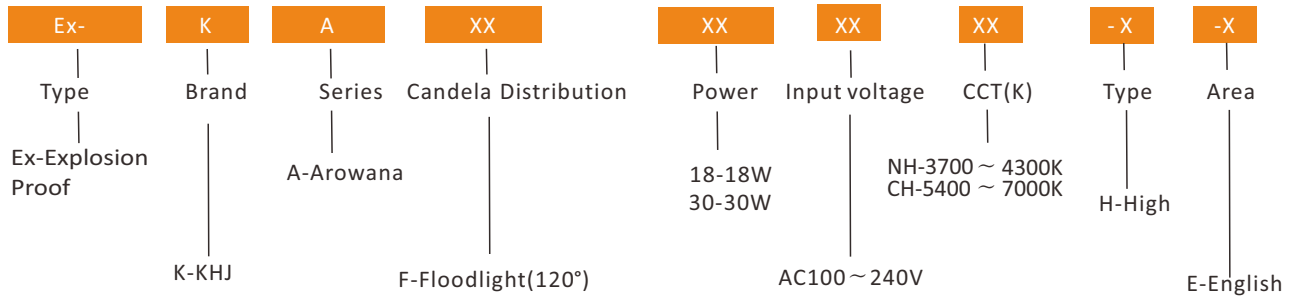 Ex- K A XX XX XX XX - X -X
Type Brand Series Candela Distribution Power Input voltage CCT(K) Type Area
Ex-Explosion
Proof
A-Arowana
18-18W
30-30W
NH-3700～4300K
CH-5400～7000K
H-High
K-KHJ
F-Floodlight(120°)
AC100～240V
E-English